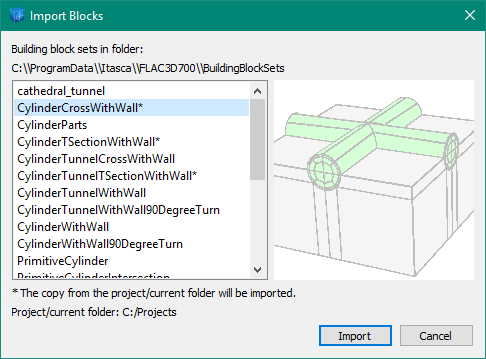 Import Blocks
Building block sets in folder:
C:\\ProgramData\\Itasca\\FLAC3D700\\BuildingBlockSets
cathedral_tunnel
CylinderCrossWithWall*
CylinderParts
CylinderTSectionWithWall*
CylinderTunnelCrossWithWall
CylinderTunnelTSectionWithWall*
CylinderTunnelWithWall
CylinderTunnelWithWall90DegreeTurn
CylinderWithWall
CylinderWithWall90DegreeTurn
PrimitiveCylinder
PrimitiveCylinderIntersection
* The copy from the project/current folder will be imported.
Project/current folder: C:/Projects
Import
Cancel